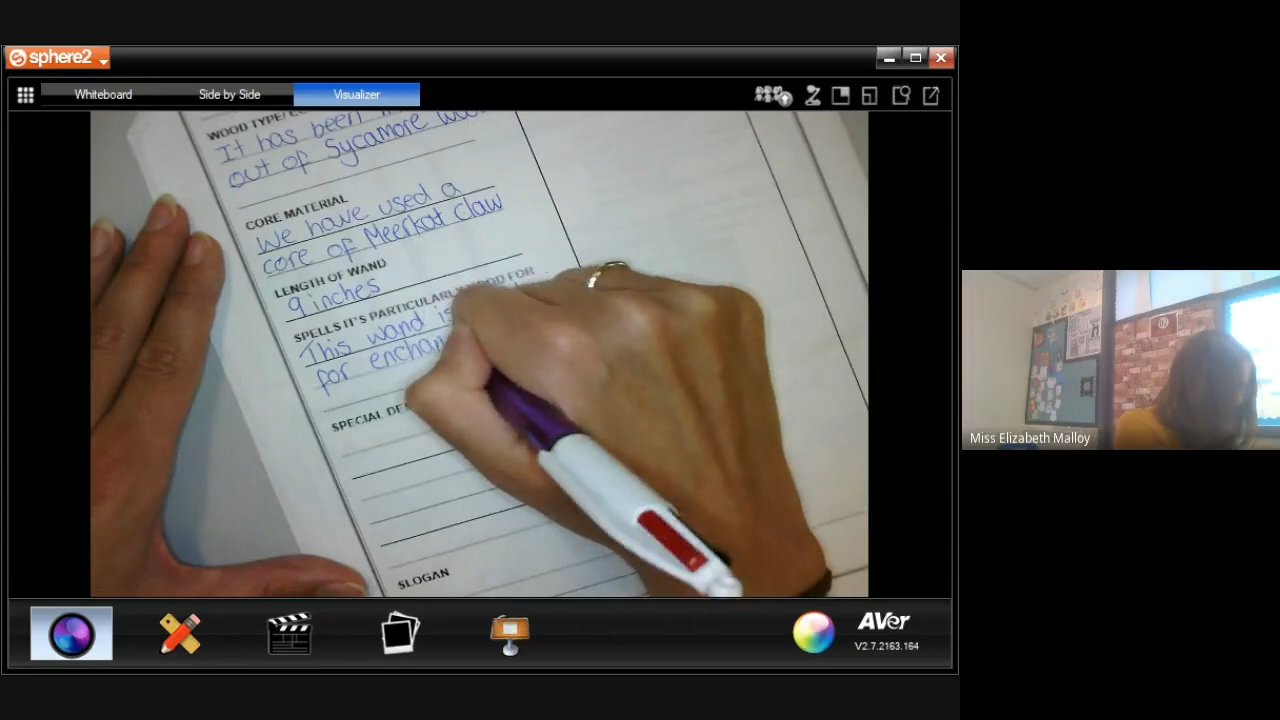 sphere2
Whiteboard
Side by Side
Visualizer
WOOD TYPE/
It has been
out of Sycamore
CORE MATERIAL
We have used a
core of Meerkat claw
LENGTH OF WAND
9 inches
SPELLS IT'S PARTICULARLY GOOD FOR
This wand is
for
SPECIAL
SLOGAN
Miss Elizabeth Malloy
AVer
V2.7.2163.164